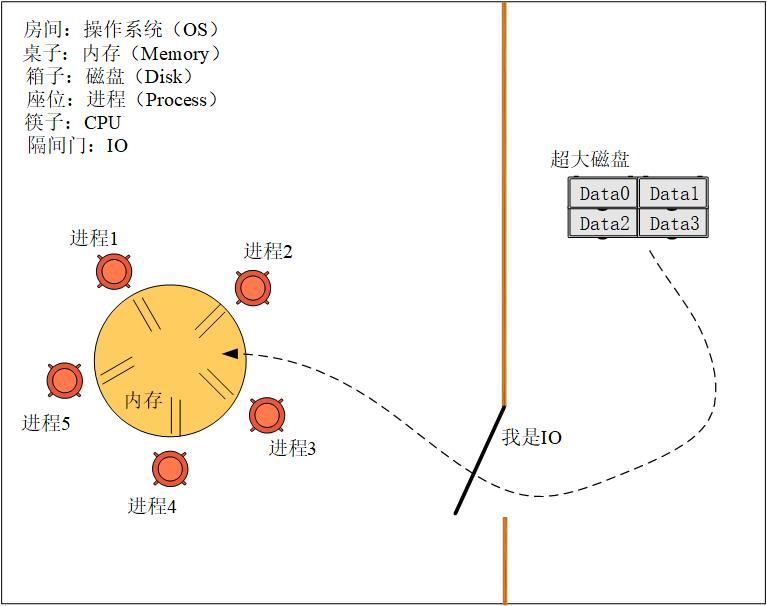 房间：操作系统（OS）
桌子：内存（Memory）
箱子：磁盘（Disk）
座位：进程（Process）
筷子：CPU
隔间门：IO
超大磁盘
Data0 Data1
Data2 Data3
进程1
进程2
内存
进程5
进程3
进程4
我是IO